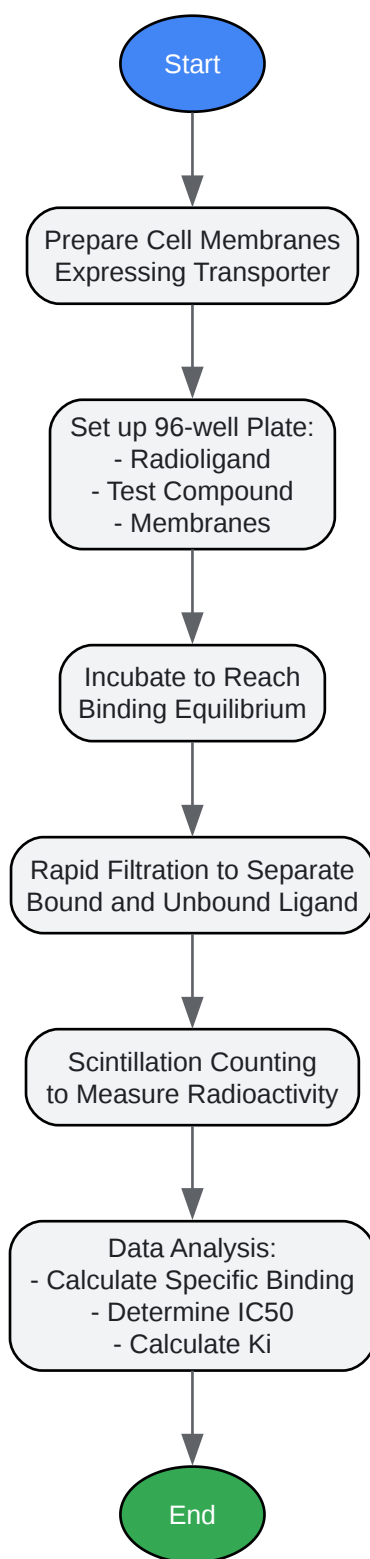 Start
Prepare Cell Membranes
Expressing Transporter
Set up 96-well Plate:
- Radioligand
- Test Compound
- Membranes
Incubate to Reach
Binding Equilibrium
Rapid Filtration to Separate
Bound and Unbound Ligand
Scintillation Counting
to Measure Radioactivity
Data Analysis:
- Calculate Specific Binding
- Determine IC50
- Calculate Ki
End